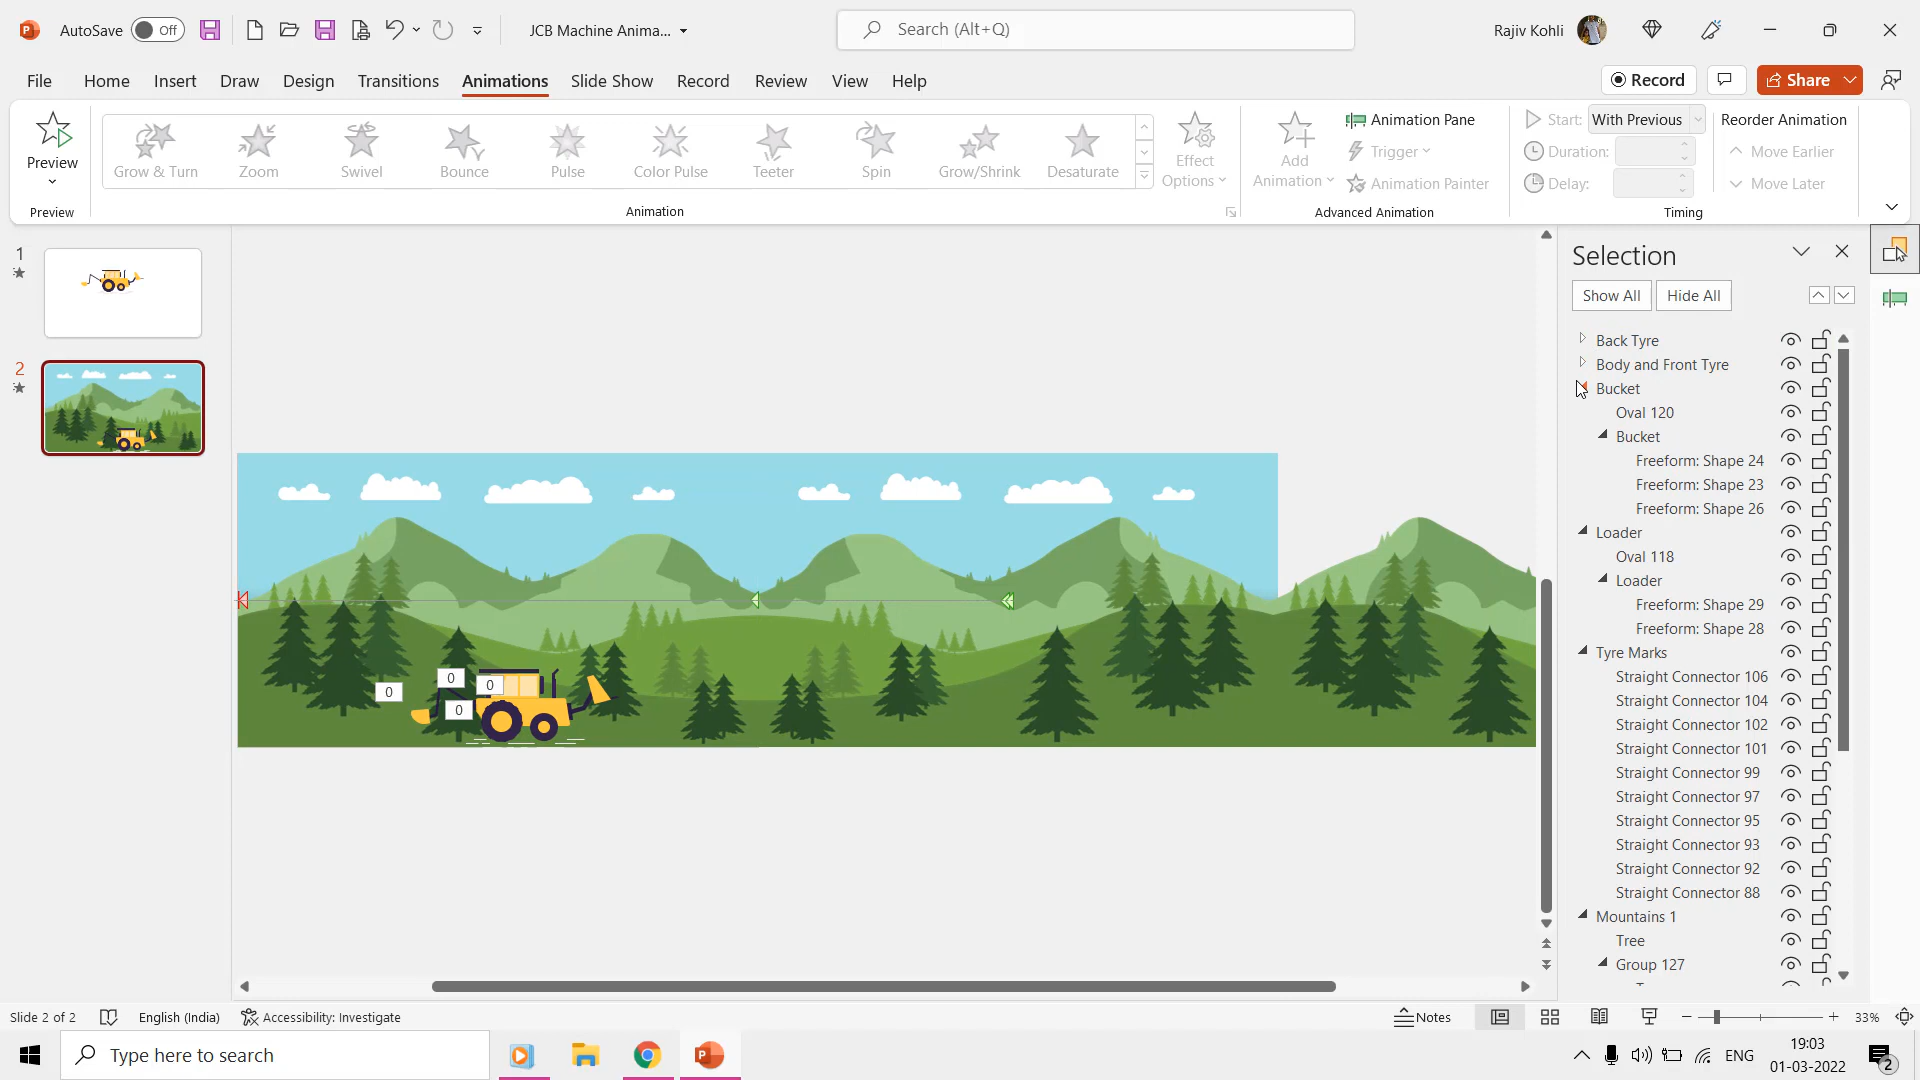 AutoSave Off
JCB Machine Anima...
Search (Alt+Q)
Rajiv Kohli
File Home Insert Draw Design Transitions Animations Slide Show Record Review View Help
Record
Share
Preview
Preview
Grow & Turn Zoom Swivel Bounce Pulse Color Pulse Teeter Spin Grow/Shrink Desaturate
Animation
Effect
Options
Add
Animation
Animation Pane
Trigger
Animation Painter
Advanced Animation
Start: With Previous
Duration:
Delay:
Timing
Reorder Animation
Move Earlier
Move Later
1
2
0
0
0
0
Selection
Show All Hide All
Back Tyre
Body and Front Tyre
Bucket
Oval 120
Bucket
Freeform: Shape 24
Freeform: Shape 23
Freeform: Shape 26
Loader
Oval 118
Loader
Freeform: Shape 29
Freeform: Shape 28
Tyre Marks
Straight Connector 106
Straight Connector 104
Straight Connector 102
Straight Connector 101
Straight Connector 99
Straight Connector 97
Straight Connector 95
Straight Connector 93
Straight Connector 92
Straight Connector 88
Mountains 1
Tree
Group 127
Slide 2 of 2 English (India) Accessibility: Investigate
Notes
33%
Type here to search
ENG
19:03
01-03-2022
2